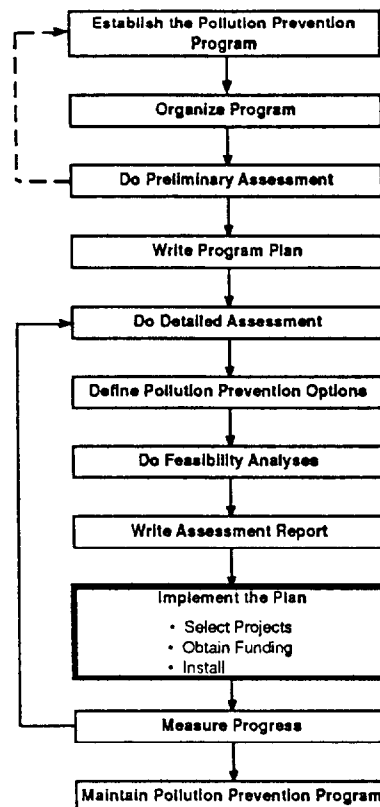 Establish the Pollution Prevention
Program
Organize Program
Do Preliminary Assessment
Write Program Plan
Do Detailed Assessment
Define Pollution Prevention Options
Do Feasibility Analyses
Write Assessment Report
Implement the Plan
• Select Projects
• Obtain Funding
• Install
Measure Progress
Maintain Pollution Prevention Program